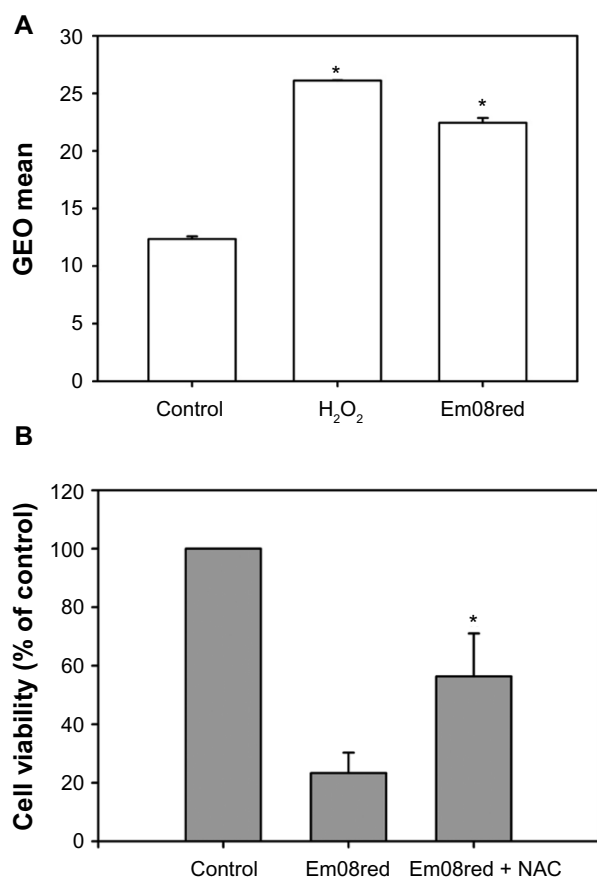 A
GEO mean
30
25
20
15
10
5
0
*
*
Control
H₂O₂
Em08red
B
Cell viability (% of control)
120
100
80
60
40
20
0
*
Control
Em08red
Em08red + NAC